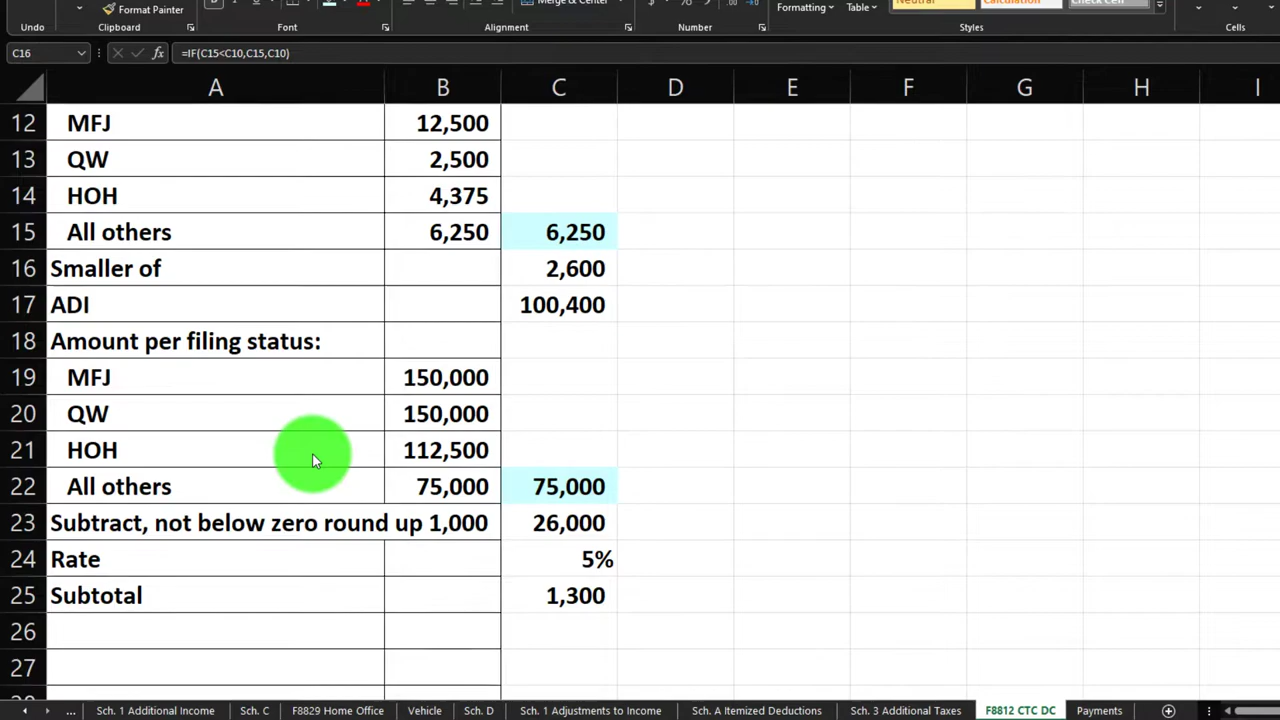 Format Painter
Merge & Center
Formatting
Table
Neutral
Calculation
Check Cell
Undo
Clipboard
Font
Alignment
Number
Styles
Cells
C16
=IF(C15<C10,C15,C10)
A B C D E F G H I
12 MFJ 12,500
13 QW 2,500
14 HOH 4,375
15 All others 6,250 6,250
16 Smaller of 2,600
17 ADI 100,400
18 Amount per filing status:
19 MFJ 150,000
20 QW 150,000
21 HOH 112,500
22 All others 75,000 75,000
23 Subtract, not below zero round up 1,000 26,000
24 Rate 5%
25 Subtotal 1,300
26
27
... Sch. 1 Additional Income Sch. C F8829 Home Office Vehicle Sch. D Sch. 1 Adjustments to Income Sch. A Itemized Deductions Sch. 3 Additional Taxes F8812 CTC DC Payments